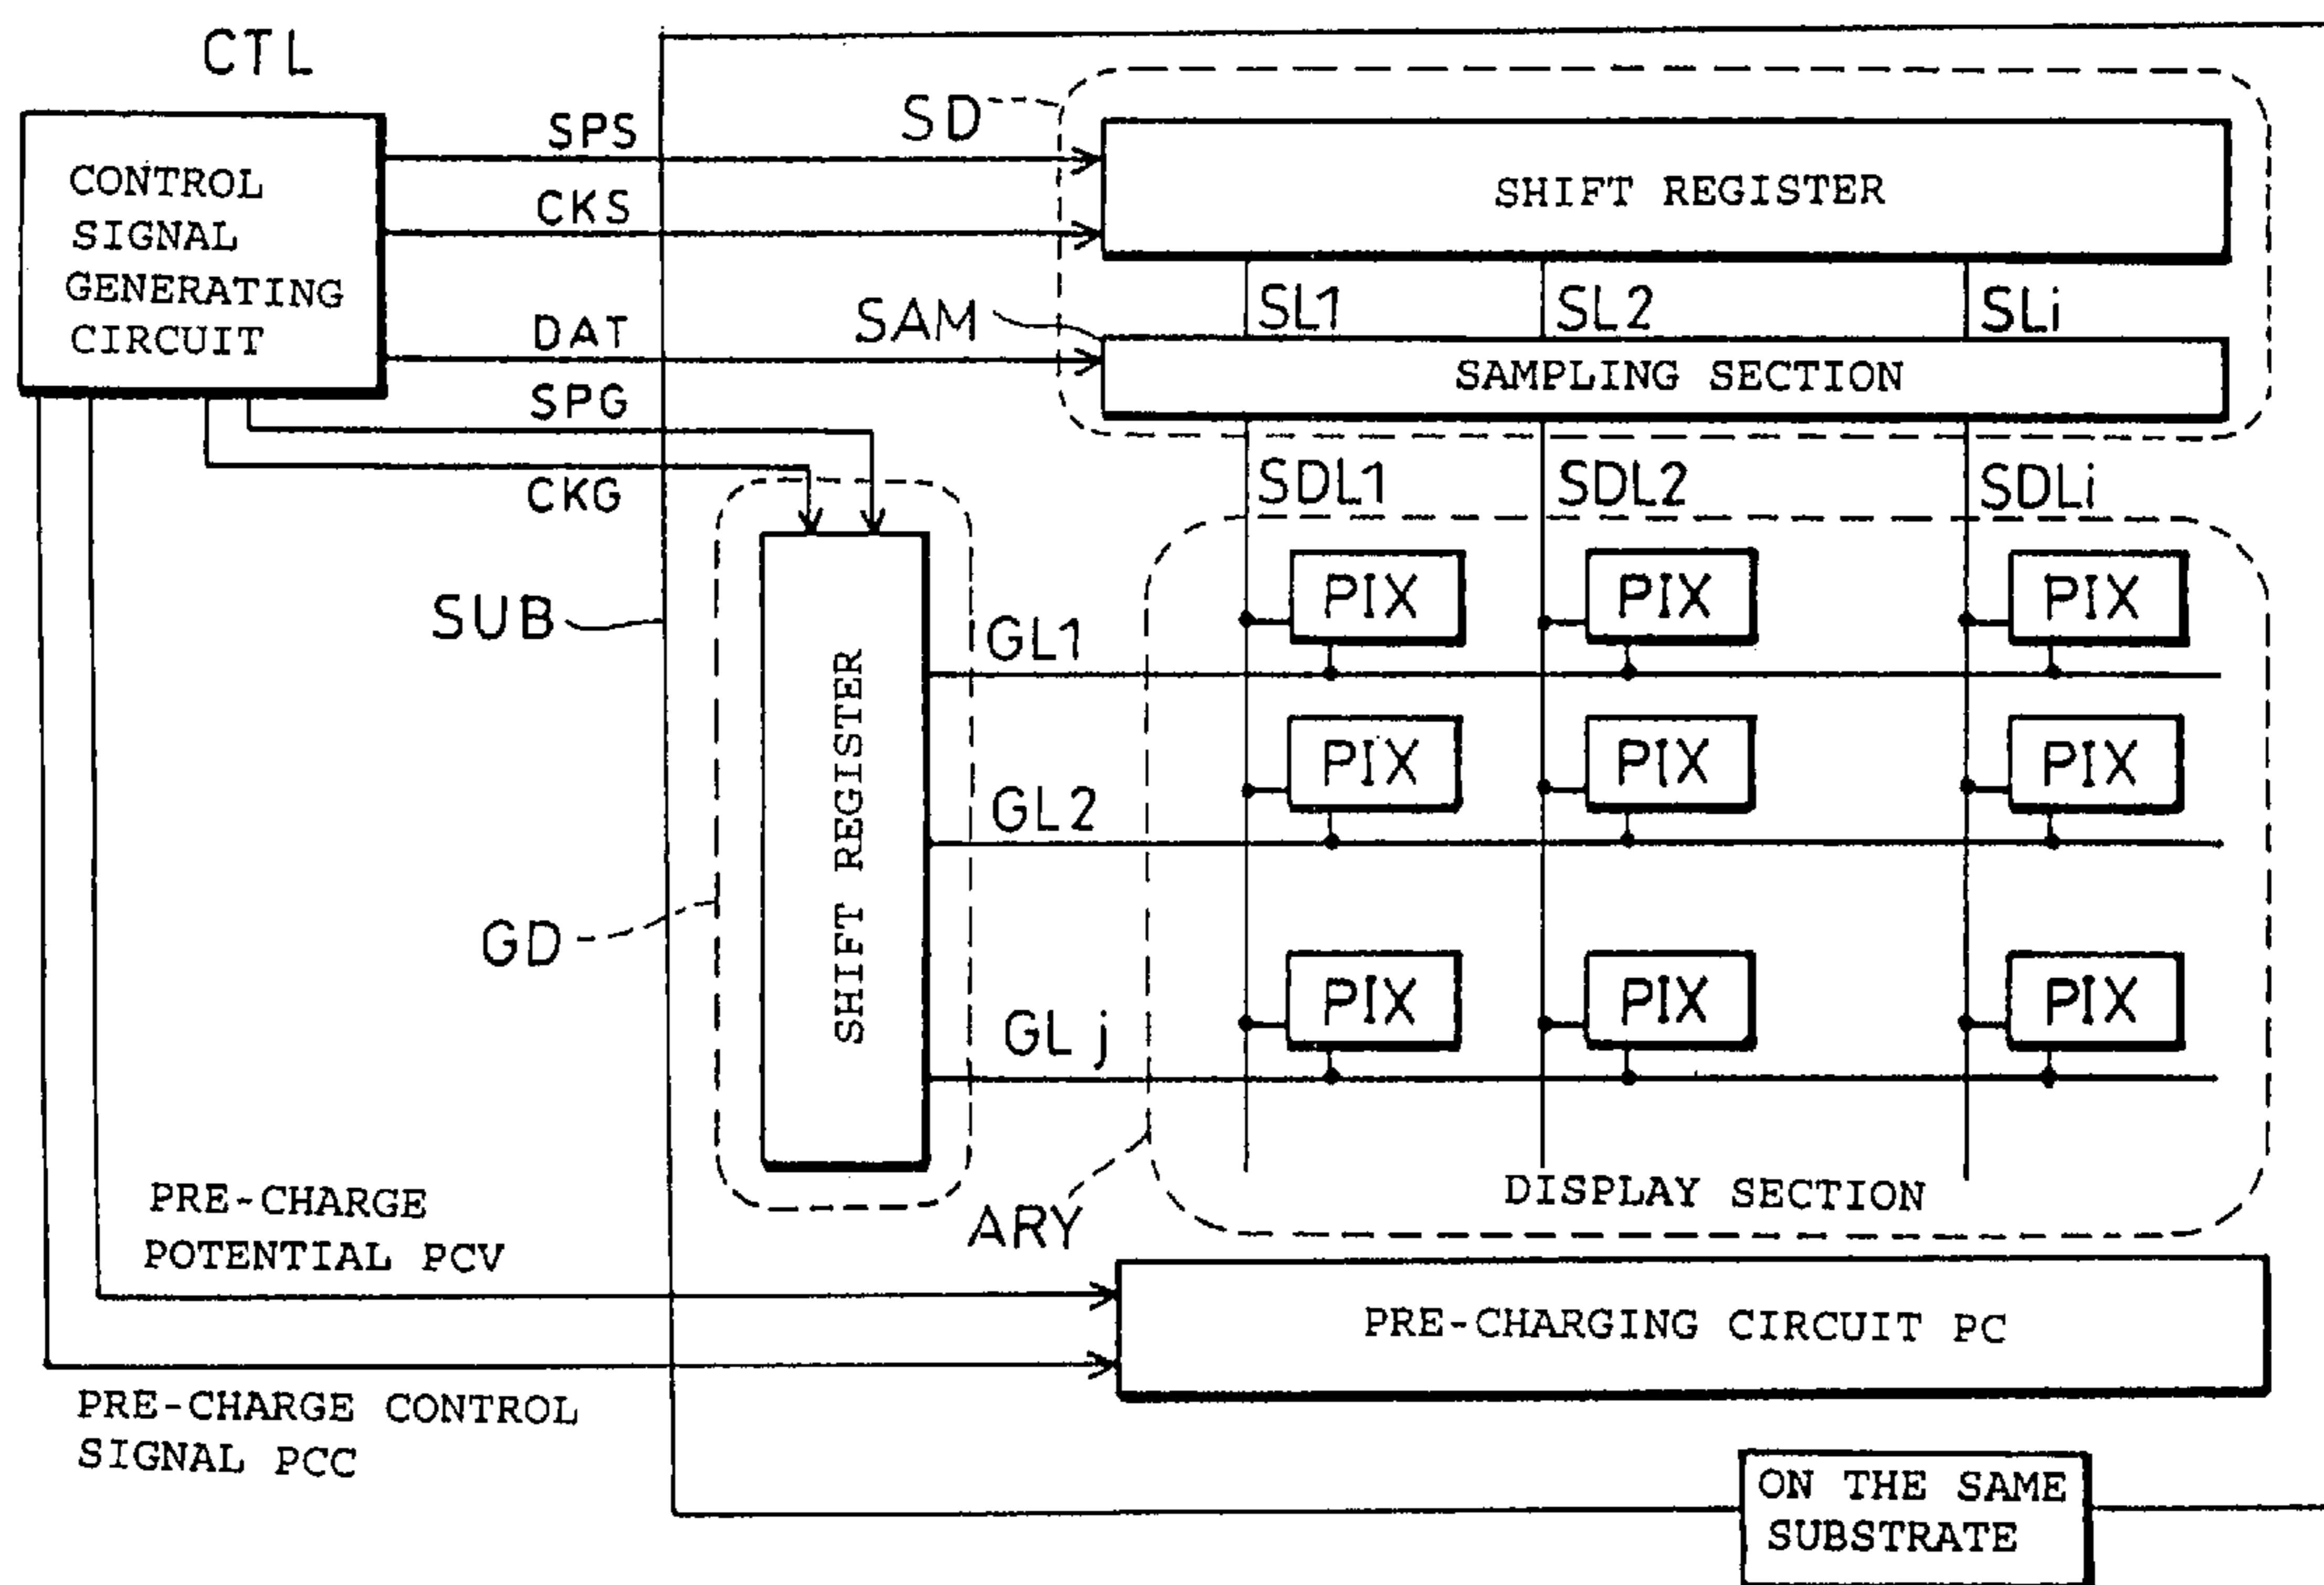 CTL
CONTROL
SIGNAL
GENERATING
CIRCUIT
SPS
CKS
DAT
SPG
CKG
SD
SHIFT REGISTER
SL1
SL2
SLi
SAM
SAMPLING SECTION
SDL1
SDL2
SDLi
SUB
GD
SHIFT REGISTER
GL1
PIX
PIX
PIX
GL2
PIX
PIX
PIX
GLj
PIX
PIX
PIX
ARY
DISPLAY SECTION
PRE-CHARGE
POTENTIAL PCV
PRE-CHARGING CIRCUIT PC
PRE-CHARGE CONTROL
SIGNAL PCC
ON THE SAME
SUBSTRATE